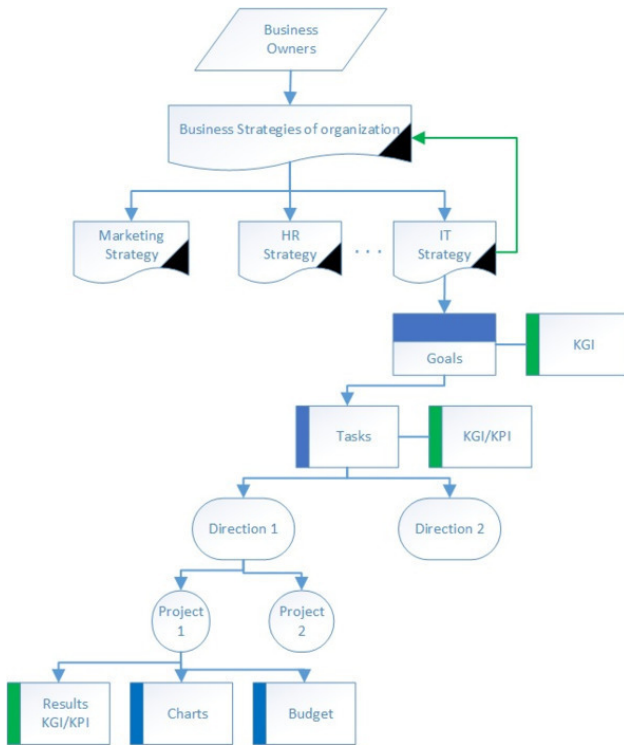 Business
Owners
Business Strategies of organization
Marketing
Strategy
HR
Strategy
. . .
IT
Strategy
Goals
KGI
Tasks
KGI/KPI
Direction 1
Direction 2
Project
1
Project
2
Results
KGI/KPI
Charts
Budget